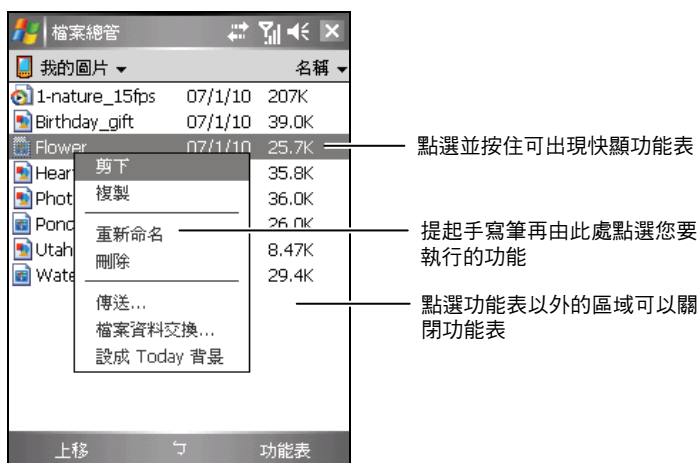 檔案總管
我的圖片 名稱
1-nature_15fps 07/1/10 207K
Birthday_gift 07/1/10 39.0K
Flower 07/1/10 25.7K
Hear 35.8K
Phot 36.0K
Pond 26.0K
Utah 8.47K
Wate 29.4K
剪下
複製
重新命名
刪除
傳送...
檔案資料交換...
設成 Today 背景
上移 ㄅ 功能表
點選並按住可出現快顯功能表
提起手寫筆再由此處點選您要
執行的功能
點選功能表以外的區域可以關
閉功能表